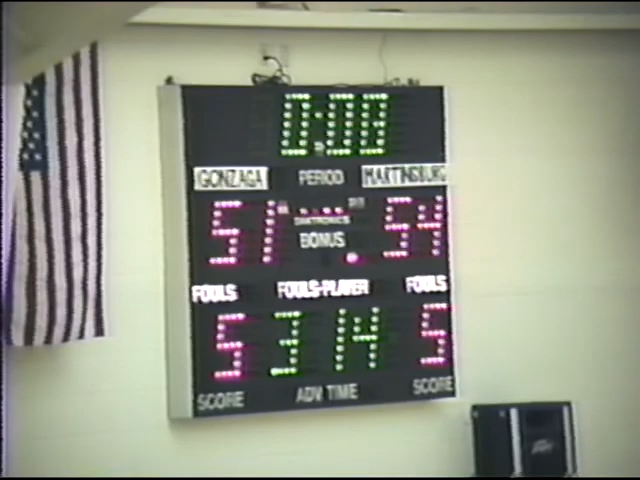 0:08
GONZAGA PERIOD MARTINSBURG
51 54
BONUS
FOULS FOULS-PLAYER FOULS
5 3 14 5
SCORE ADV TIME SCORE